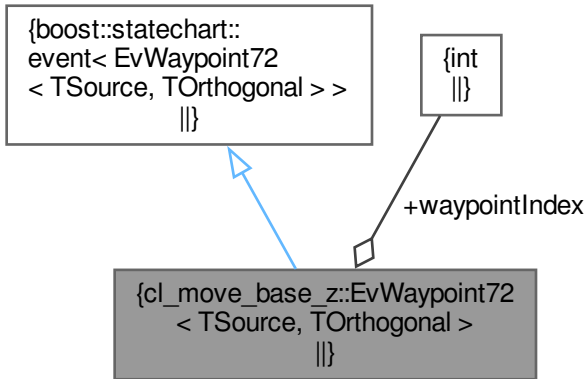 {boost::statechart::
event< EvWaypoint72
< TSource, TOrthogonal > >
||}
{int
||}
+waypointIndex
{cl_move_base_z::EvWaypoint72
< TSource, TOrthogonal >
||}